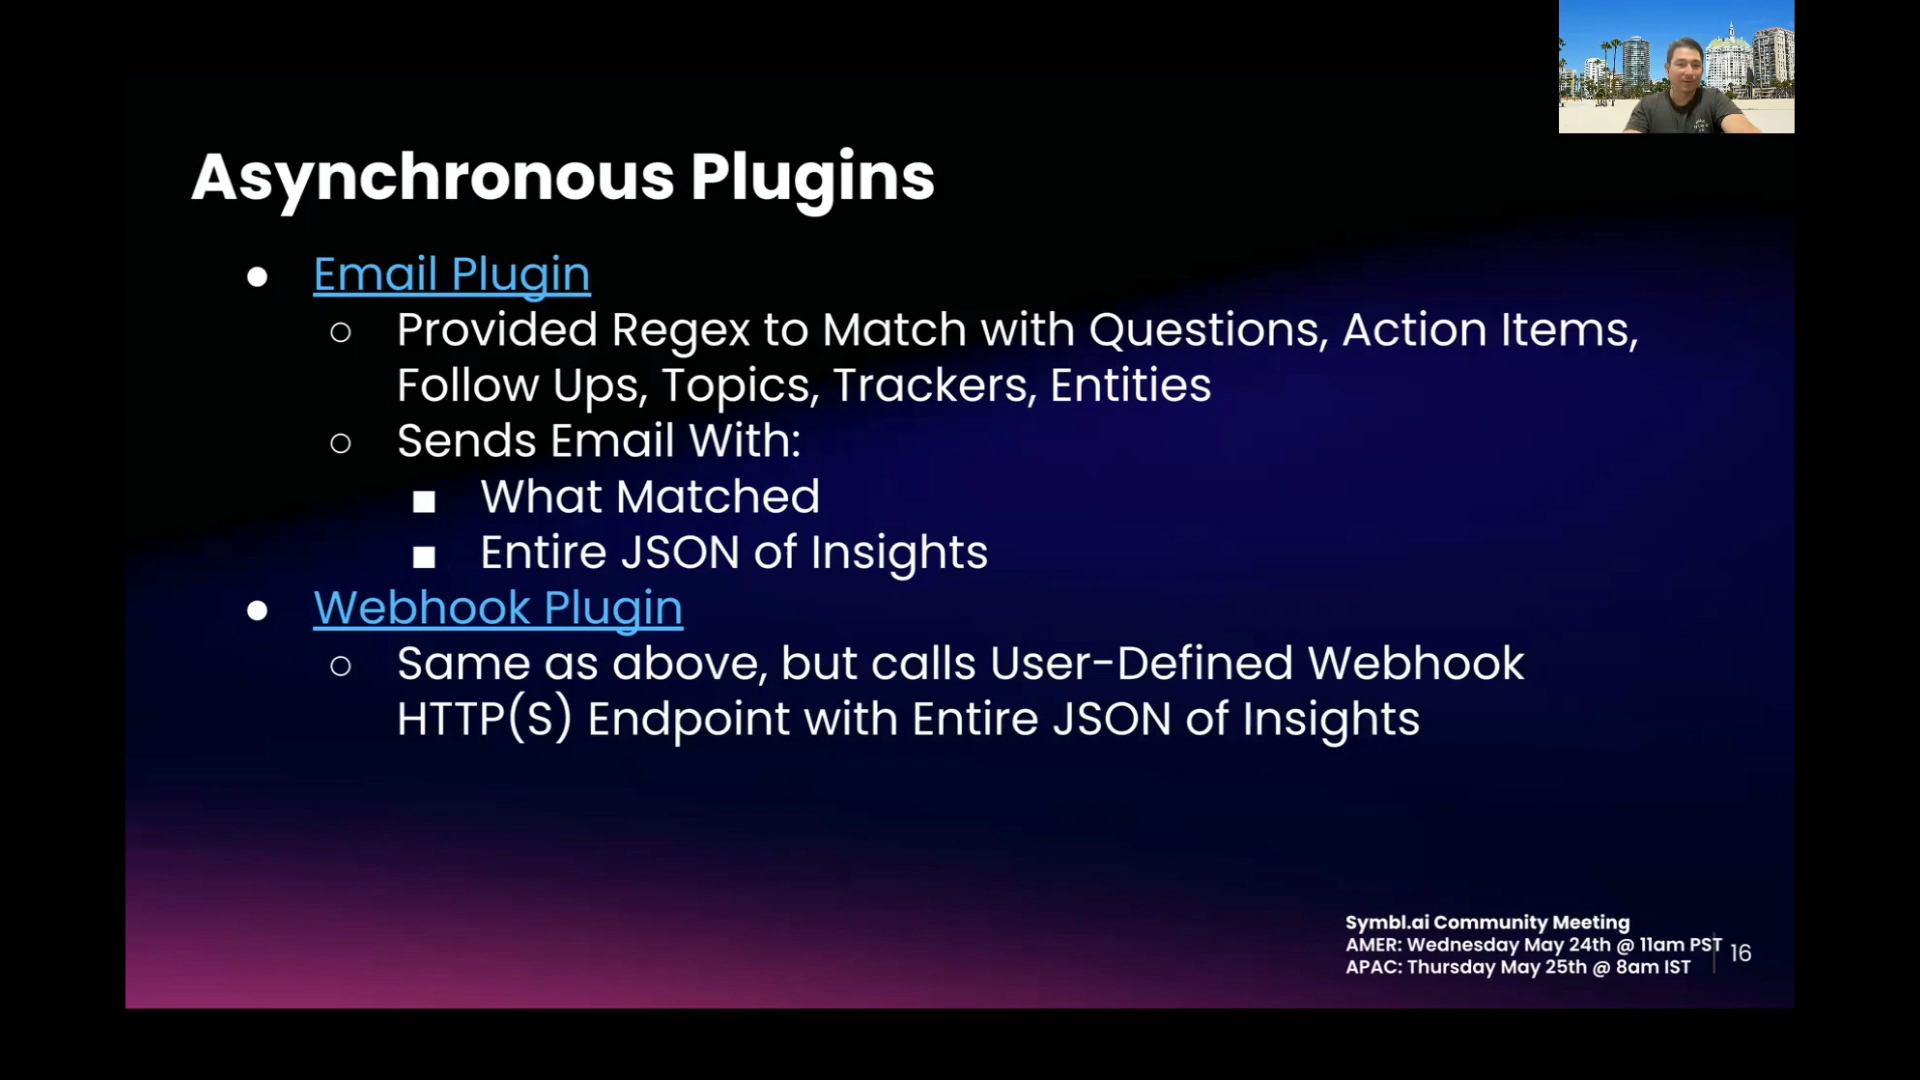 Asynchronous Plugins
● Email Plugin
○ Provided Regex to Match with Questions, Action Items,
Follow Ups, Topics, Trackers, Entities
○ Sends Email With:
■ What Matched
■ Entire JSON of Insights
● Webhook Plugin
○ Same as above, but calls User-Defined Webhook
HTTP(S) Endpoint with Entire JSON of Insights
Symbl.ai Community Meeting
AMER: Wednesday May 24th @ 11am PST
APAC: Thursday May 25th @ 8am IST
16